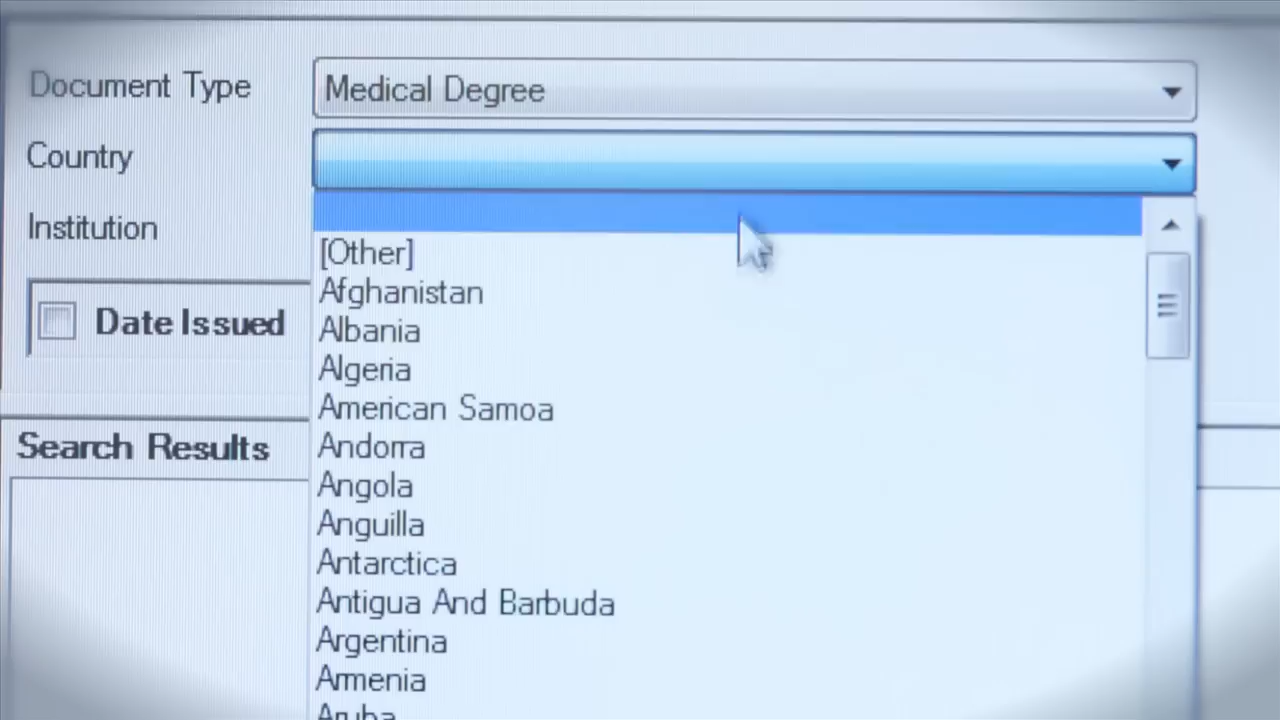 Document Type Medical Degree
Country
Institution
[Other]
Afghanistan
Albania
Date Issued
Algeria
American Samoa
Andorra
Search Results
Angola
Anguilla
Antarctica
Antigua And Barbuda
Argentina
Armenia
Aruba